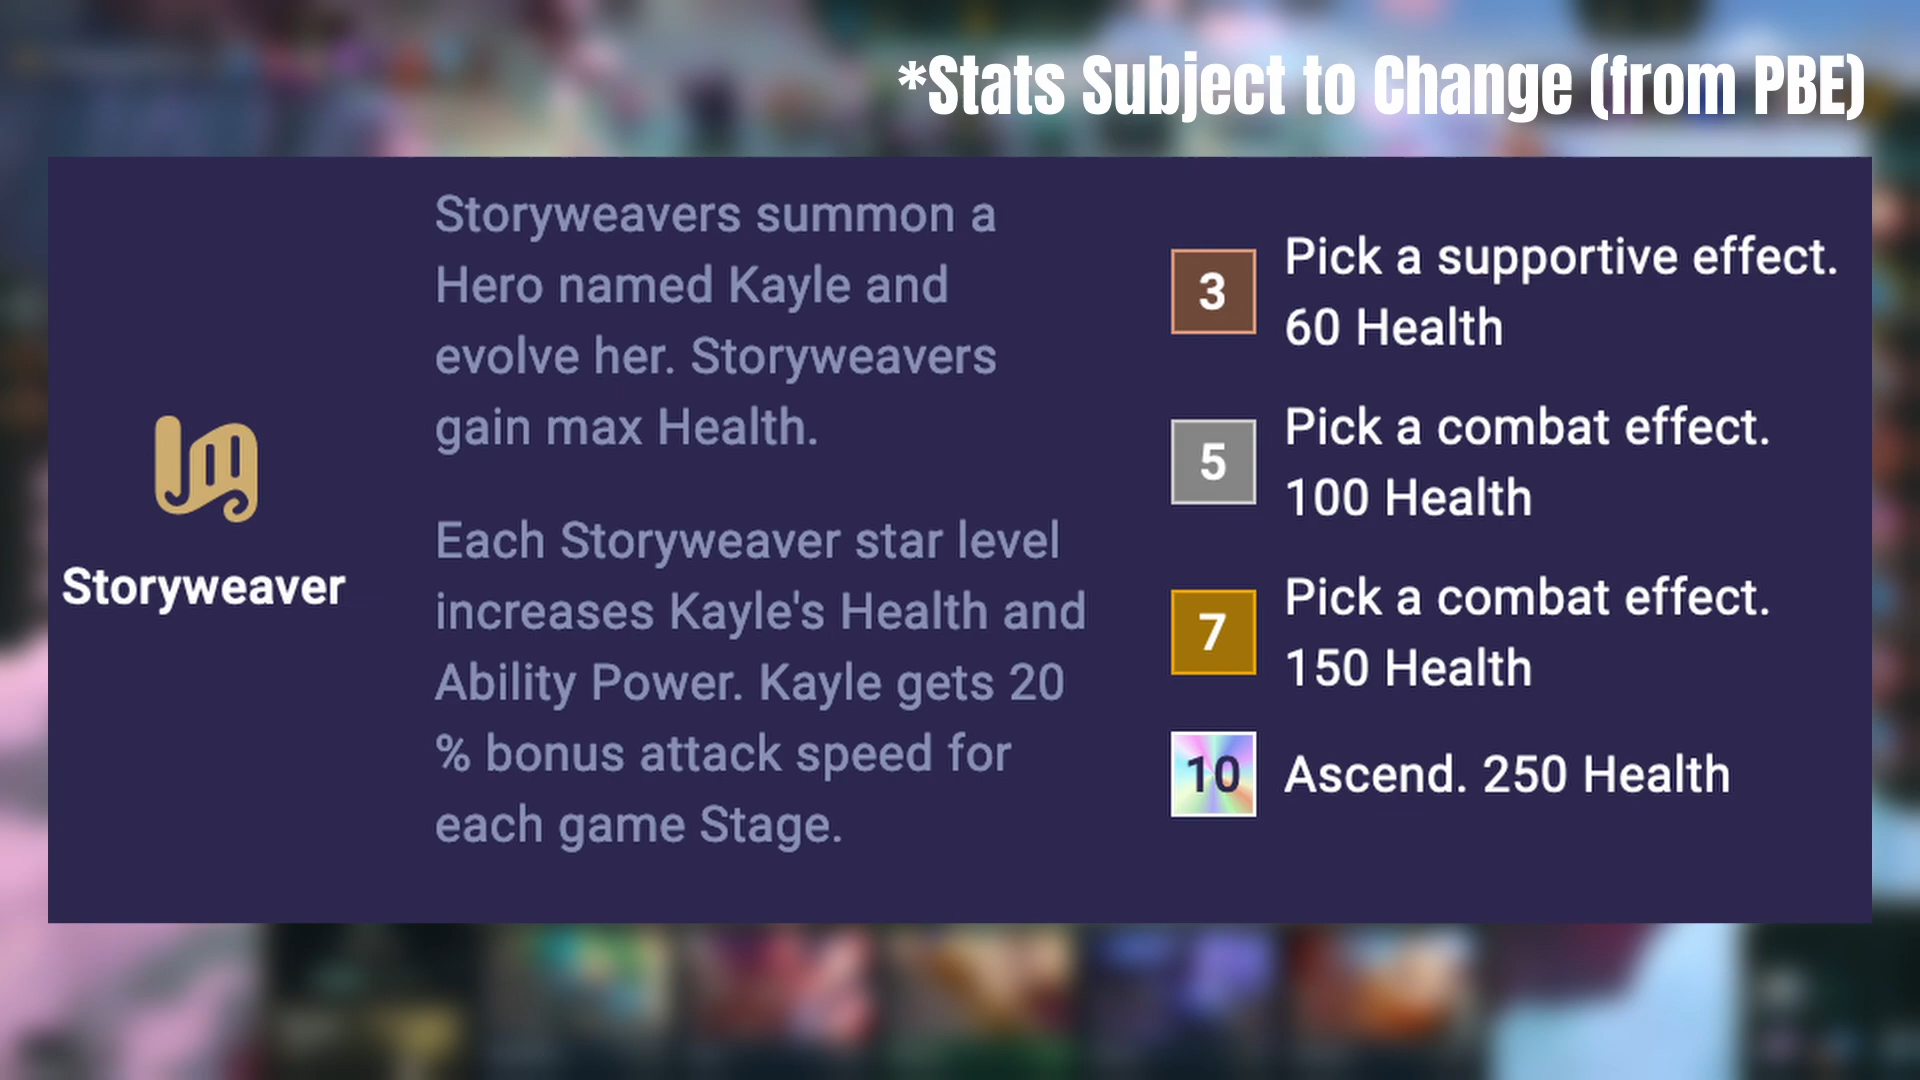 *Stats Subject to Change (from PBE)
Storyweaver
Storyweavers summon a
Hero named Kayle and
evolve her. Storyweavers
gain max Health.
Each Storyweaver star level
increases Kayle's Health and
Ability Power. Kayle gets 20
% bonus attack speed for
each game Stage.
3
Pick a supportive effect.
60 Health
5
Pick a combat effect.
100 Health
7
Pick a combat effect.
150 Health
10
Ascend. 250 Health